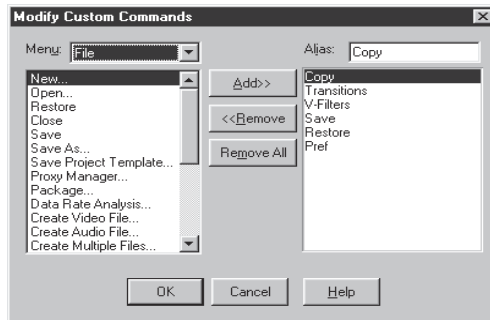 Modify Custom Commands
Menu: File
Alias: Copy
New...
Open...
Restore
Close
Save
Save As...
Save Project Template...
Proxy Manager...
Package...
Data Rate Analysis...
Create Video File...
Create Audio File...
Create Multiple Files...
Add>>
<<Remove
Remove All
Copy
Transitions
V-Filters
Save
Restore
Pref
OK
Cancel
Help